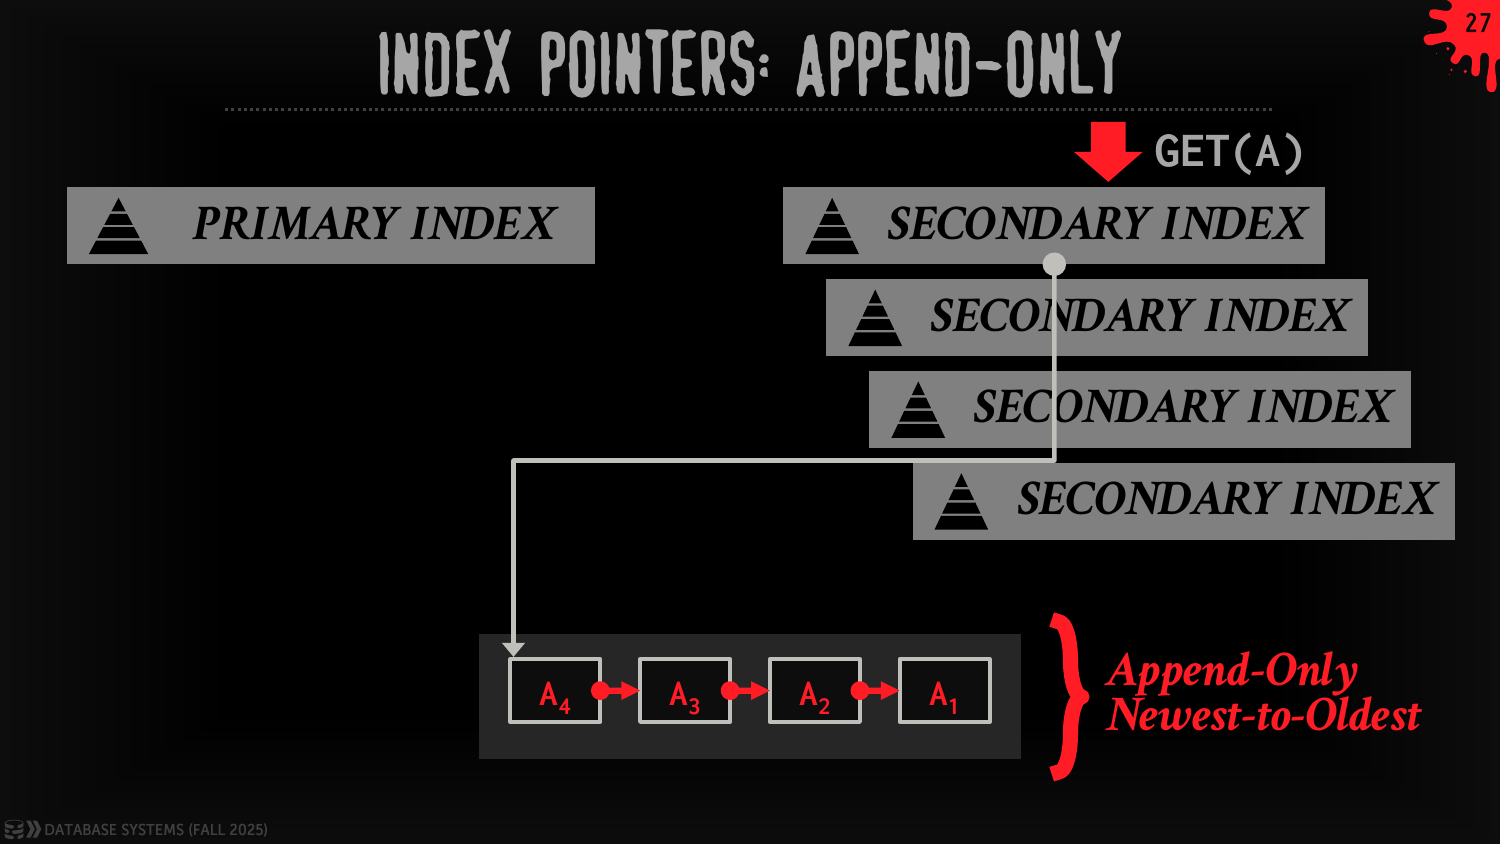 27
INDEX POINTERS: APPEND-ONLY
GET(A)
PRIMARY INDEX
SECONDARY INDEX
SECONDARY INDEX
SECONDARY INDEX
SECONDARY INDEX
A4 A3 A2 A1
Append-Only
Newest-to-Oldest
DATABASE SYSTEMS (FALL 2025)